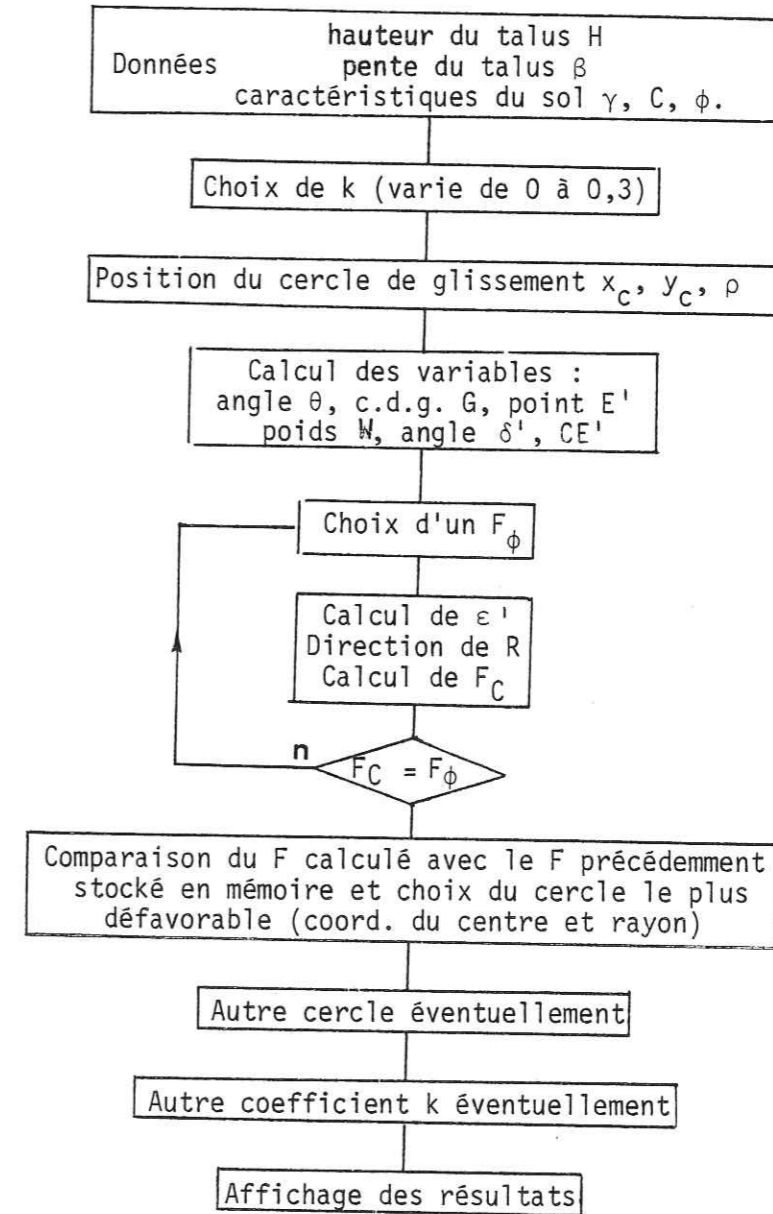 hauteur du talus H
Données pente du talus β
caractéristiques du sol γ, C, ϕ.
Choix de k (varie de 0 à 0,3)
Position du cercle de glissement x_c, y_c, ρ
Calcul des variables :
angle θ, c.d.g. G, point E'
poids W, angle δ', CE'
Choix d'un F_ϕ
Calcul de ε'
Direction de R
Calcul de F_C
n
F_C = F_ϕ
Comparaison du F calculé avec le F précédemment
stocké en mémoire et choix du cercle le plus
défavorable (coord. du centre et rayon)
Autre cercle éventuellement
Autre coefficient k éventuellement
Affichage des résultats